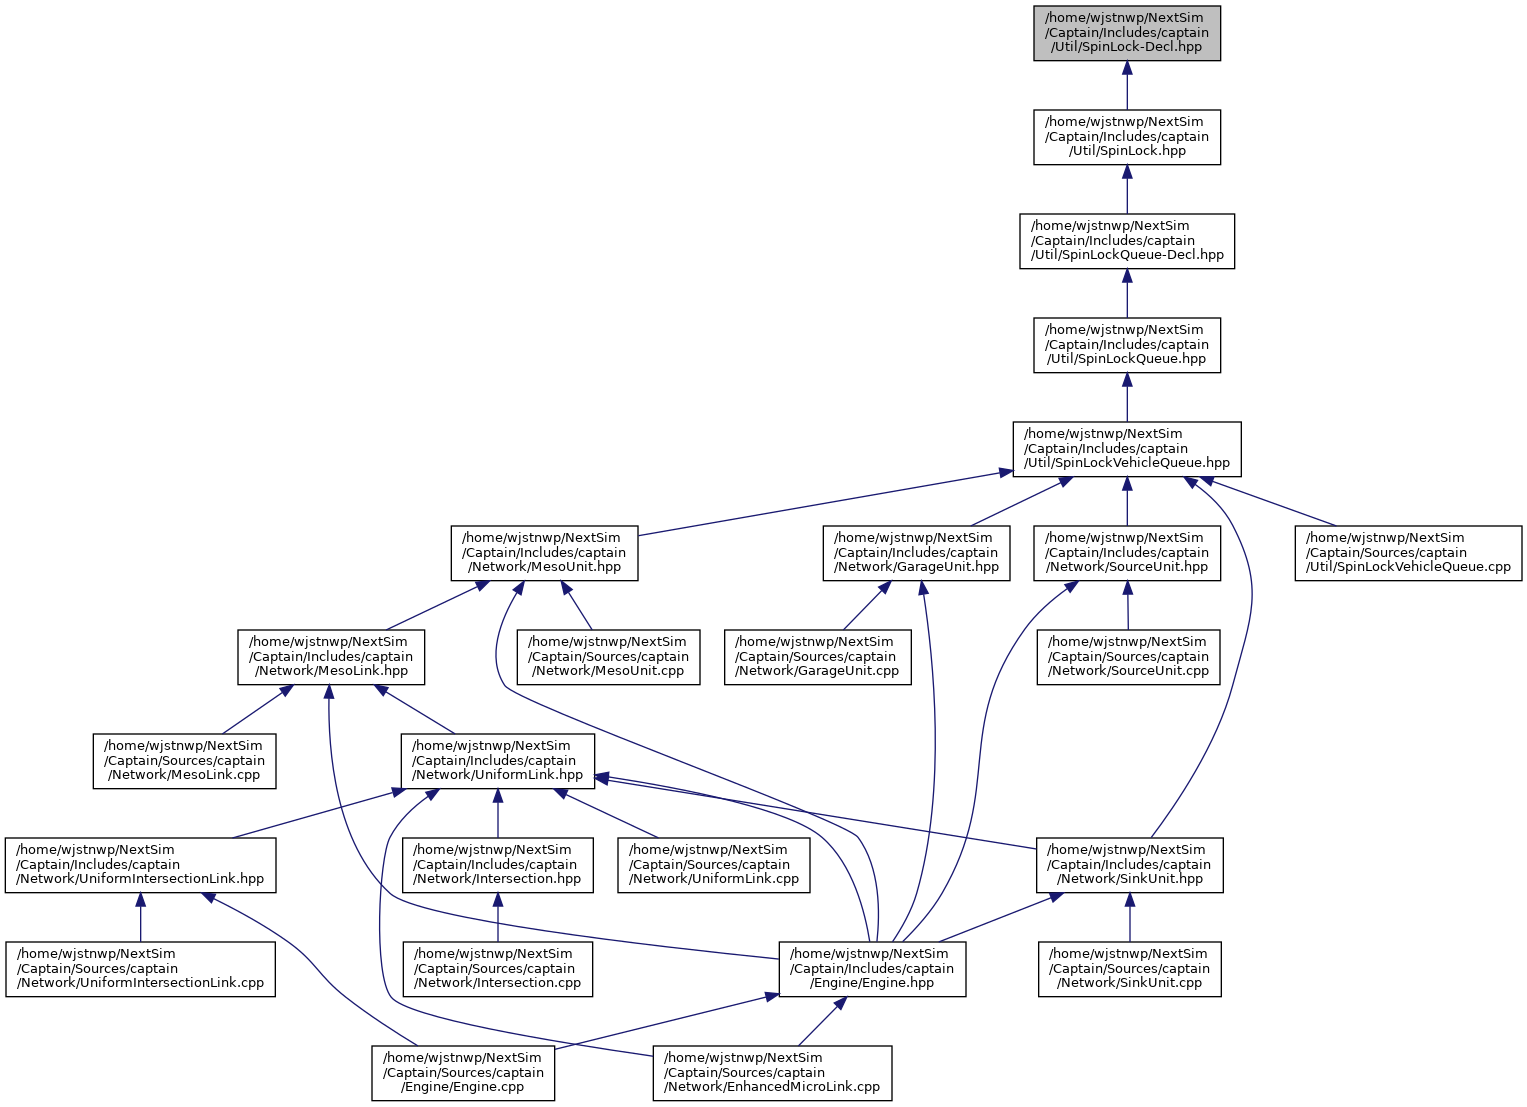 /home/wjstnwp/NextSim
/Captain/Includes/captain
/Util/SpinLock-Decl.hpp
/home/wjstnwp/NextSim
/Captain/Includes/captain
/Util/SpinLock.hpp
/home/wjstnwp/NextSim
/Captain/Includes/captain
/Util/SpinLockQueue-Decl.hpp
/home/wjstnwp/NextSim
/Captain/Includes/captain
/Util/SpinLockQueue.hpp
/home/wjstnwp/NextSim
/Captain/Includes/captain
/Util/SpinLockVehicleQueue.hpp
/home/wjstnwp/NextSim
/Captain/Includes/captain
/Network/MesoUnit.hpp
/home/wjstnwp/NextSim
/Captain/Includes/captain
/Network/GarageUnit.hpp
/home/wjstnwp/NextSim
/Captain/Includes/captain
/Network/SourceUnit.hpp
/home/wjstnwp/NextSim
/Captain/Sources/captain
/Util/SpinLockVehicleQueue.cpp
/home/wjstnwp/NextSim
/Captain/Includes/captain
/Network/MesoLink.hpp
/home/wjstnwp/NextSim
/Captain/Sources/captain
/Network/MesoUnit.cpp
/home/wjstnwp/NextSim
/Captain/Sources/captain
/Network/GarageUnit.cpp
/home/wjstnwp/NextSim
/Captain/Sources/captain
/Network/SourceUnit.cpp
/home/wjstnwp/NextSim
/Captain/Sources/captain
/Network/MesoLink.cpp
/home/wjstnwp/NextSim
/Captain/Includes/captain
/Network/UniformLink.hpp
/home/wjstnwp/NextSim
/Captain/Includes/captain
/Network/UniformIntersectionLink.hpp
/home/wjstnwp/NextSim
/Captain/Includes/captain
/Network/Intersection.hpp
/home/wjstnwp/NextSim
/Captain/Sources/captain
/Network/UniformLink.cpp
/home/wjstnwp/NextSim
/Captain/Includes/captain
/Network/SinkUnit.hpp
/home/wjstnwp/NextSim
/Captain/Sources/captain
/Network/UniformIntersectionLink.cpp
/home/wjstnwp/NextSim
/Captain/Sources/captain
/Network/Intersection.cpp
/home/wjstnwp/NextSim
/Captain/Includes/captain
/Engine/Engine.hpp
/home/wjstnwp/NextSim
/Captain/Sources/captain
/Network/SinkUnit.cpp
/home/wjstnwp/NextSim
/Captain/Sources/captain
/Engine/Engine.cpp
/home/wjstnwp/NextSim
/Captain/Sources/captain
/Network/EnhancedMicroLink.cpp